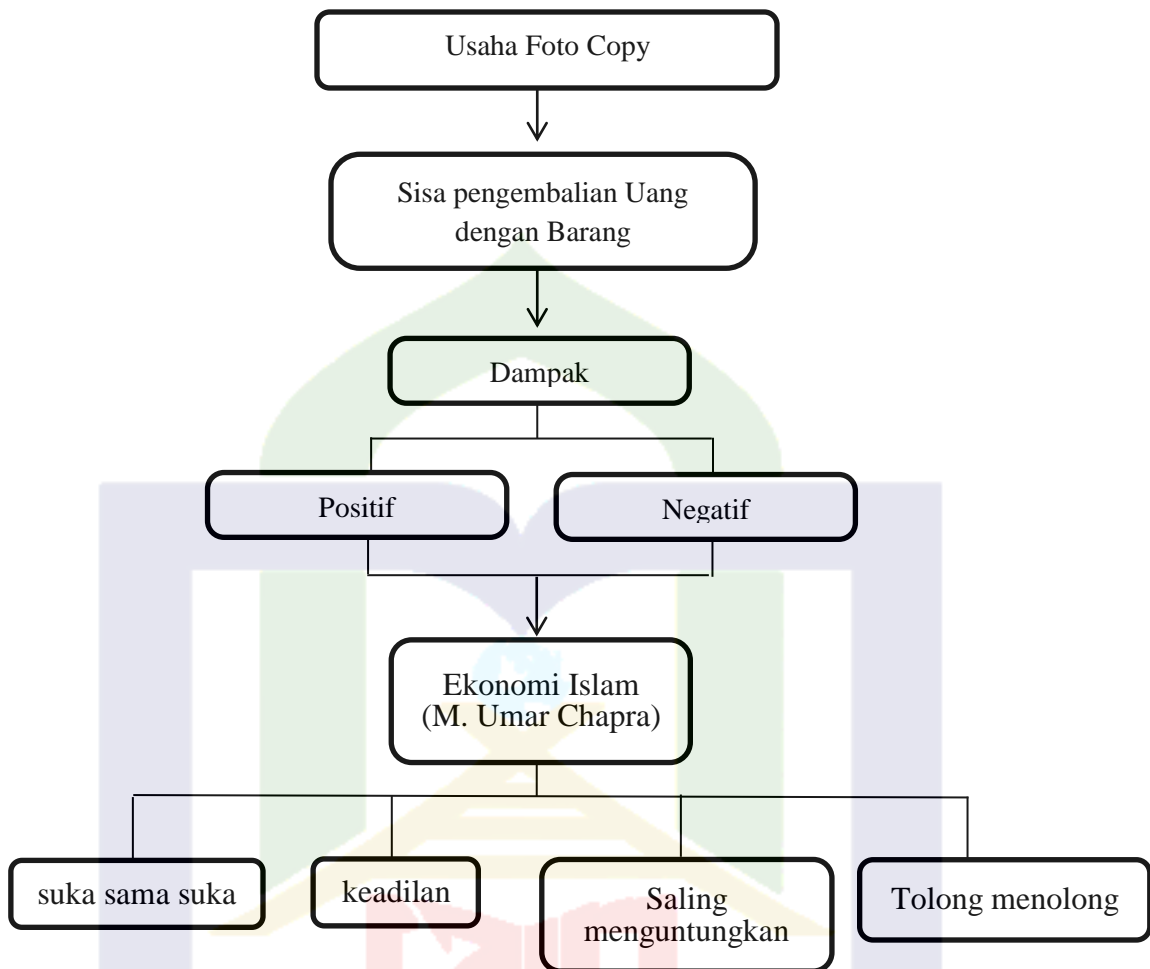 Usaha Foto Copy
Sisa pengembalian Uang
dengan Barang
Dampak
Positif
Negatif
Ekonomi Islam
(M. Umar Chapra)
suka sama suka
keadilan
Saling
menguntungkan
Tolong menolong